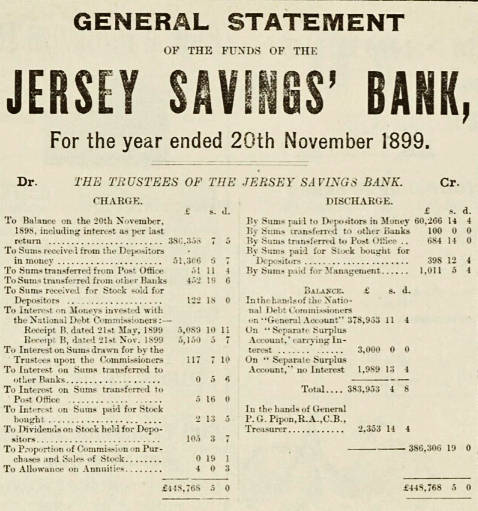 GENERAL STATEMENT
OF THE FUNDS OF THE
JERSEY SAVINGS' BANK,
For the year ended 20th November 1899.
Dr. THE TRUSTEES OF THE JERSEY SAVINGS BANK. Cr.
CHARGE.
£ s. d.
To Balance on the 20th November,
1898, including interest as per last
return .................. 386,358 7 5
To Sums received from the Depositors
in money ................ 51,306 6 7
To Sums transferred from Post Office 51 11 4
To Sums transferred from other Banks 452 19 6
To Sums received for Stock sold for
Depositors .............. 122 18 0
To Interest on Moneys invested with
the National Debt Commissioners :—
Receipt B. dated 21st May, 1899 5,089 10 11
Receipt B, dated 21st Nov. 1899 5,150 5 7
To Interest on Sums drawn for by the
Trustees upon the Commissioners 117 7 10
To Interest on Sums transferred to
other Banks.............. 0 5 6
To Interest on Sums transferred to
Post Office ............. 5 16 0
To Interest on Sums paid for Stock
bought .................. 2 13 5
To Dividends on Stock held for Depo-
sitors................... 105 3 7
To Proportion of Commission on Pur-
chases and Sales of Stock....... 0 19 1
To Allowance on Annuities....... 4 0 3
£448,768 5 0
DISCHARGE.
£ s. d.
By Sums paid to Depositors in Money 60,266 14 4
By Sums transferred to other Banks 100 0 0
By Sums transferred to Post Office .. 684 14 0
By Sums paid for Stock bought for
Depositors .............. 398 12 4
By Sums paid for Management...... 1,011 5 4
BALANCE. £ s. d.
In the hands of the Natio-
nal Debt Commissioners
on “General Account” 378,963 11 4
On “Separate Surplus
Account,' carrying In-
terest .......... 3,000 0 0
On “ Separate Surplus
Account,” no Interest 1,989 13 4
Total.... 383,953 4 8
In the hands of General
P. G. Pipon, R.A., C.B.,
Treasurer............ 2,353 14 4
386,306 19 0
£448,768 5 0